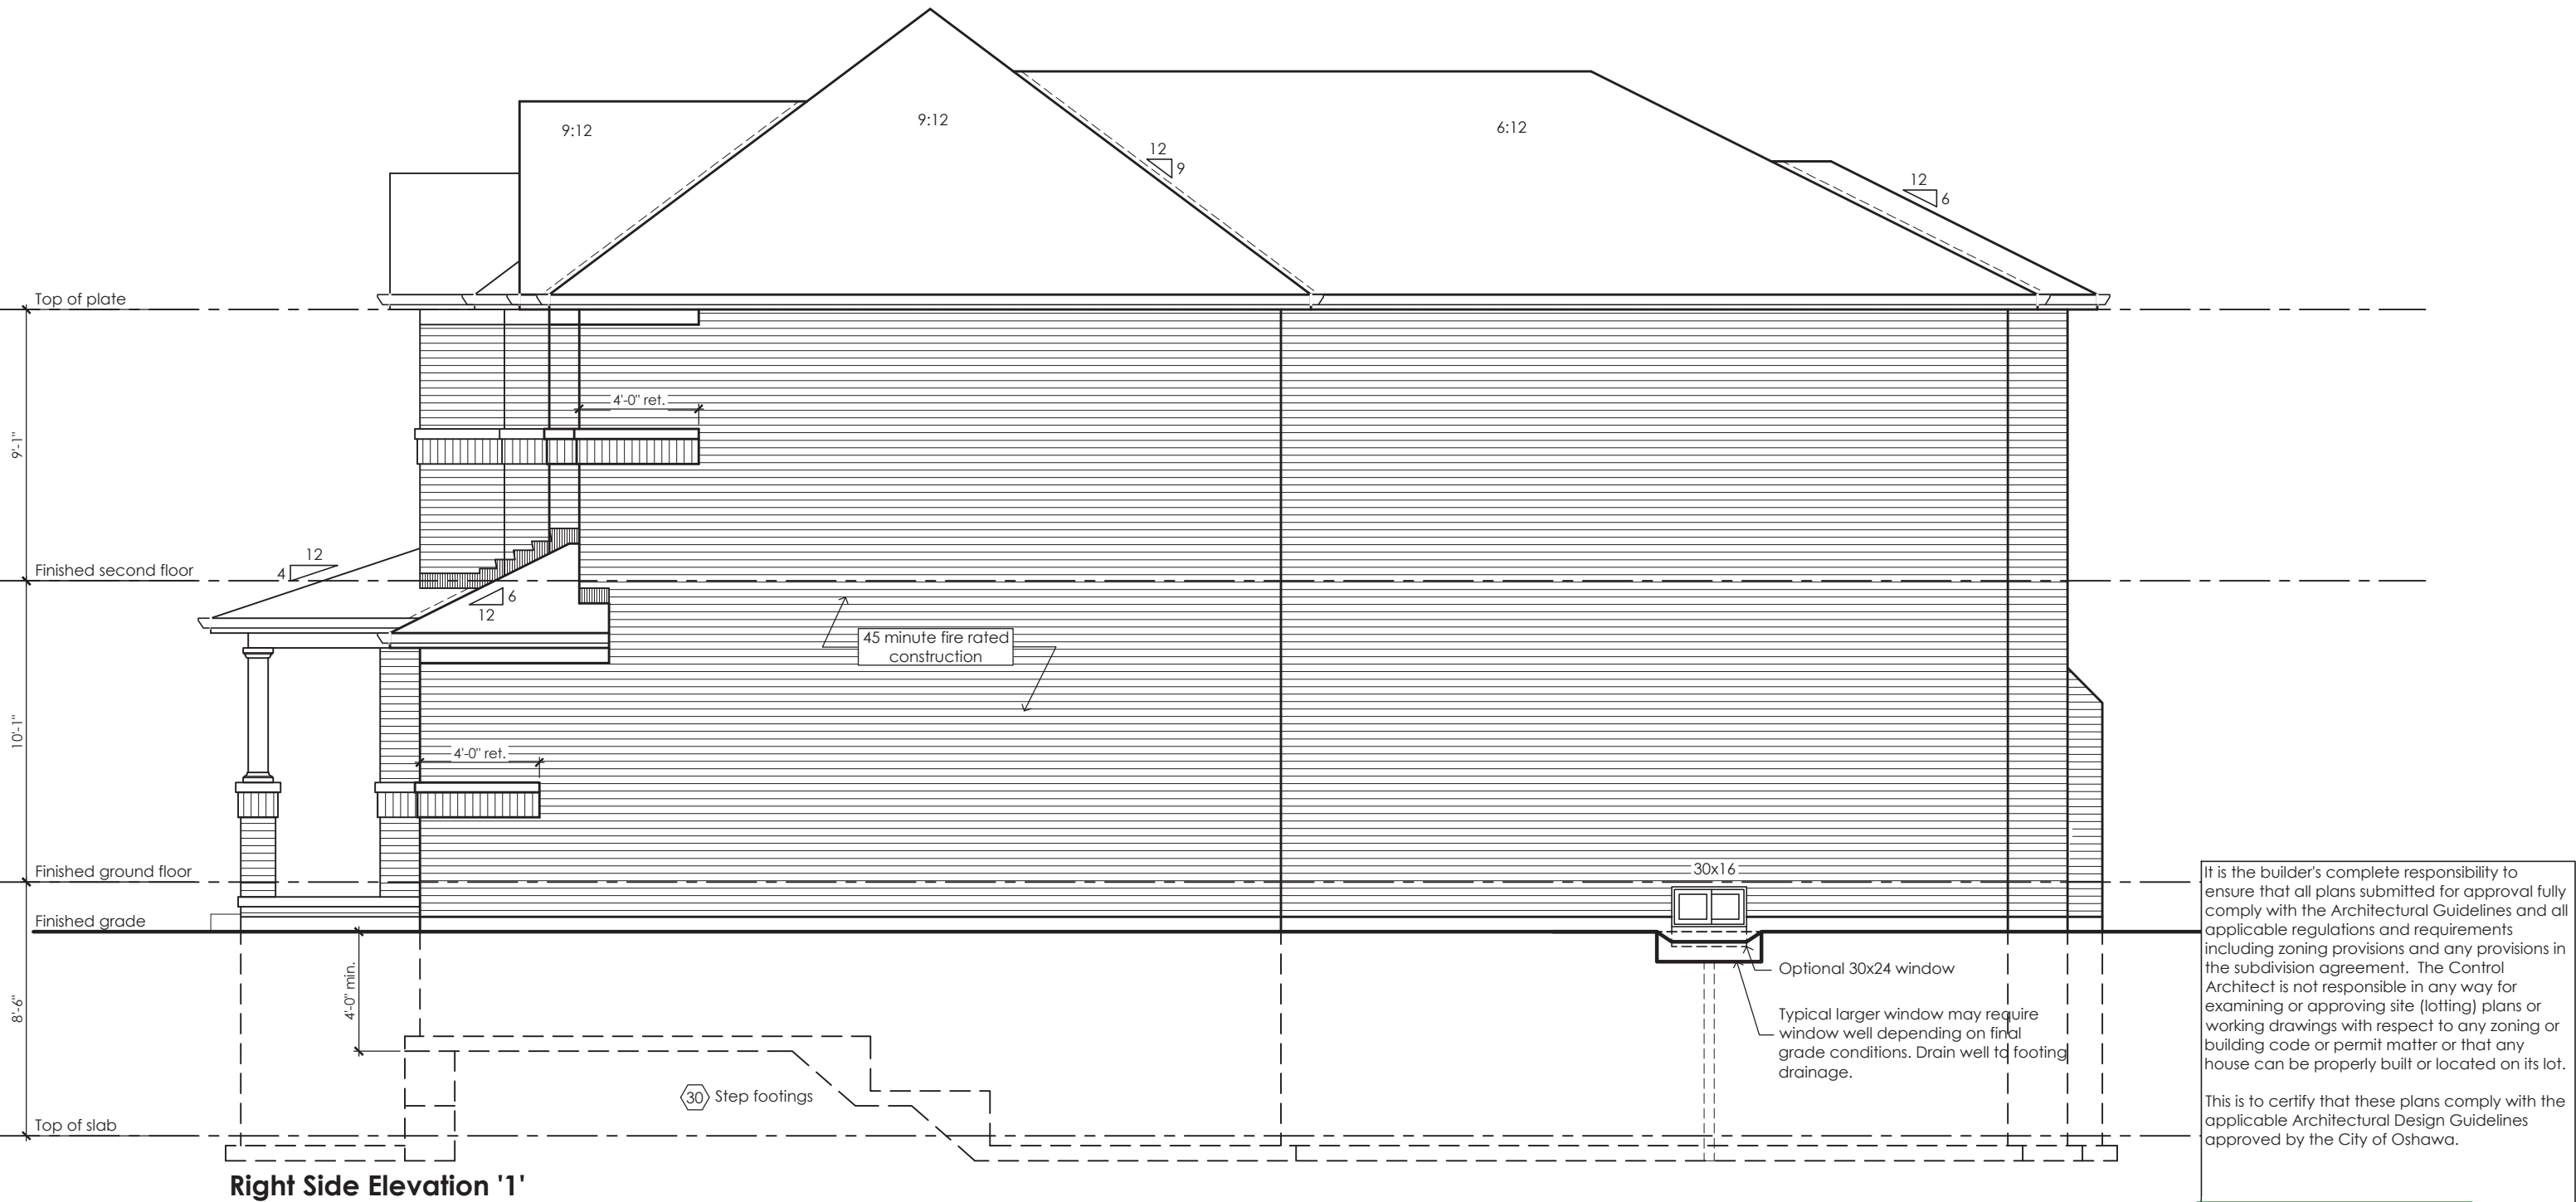 9:12
9:12
6:12
12
9
12
6
Top of plate
9'-1"
4'-0" ret.
Finished second floor
12
4
6
12
45 minute fire rated
construction
10'-1"
4'-0" ret.
Finished ground floor
30x16
Finished grade
8'-6"
4'-0" min.
Optional 30x24 window
Typical larger window may require
window well depending on final
grade conditions. Drain well to footing
drainage.
30 Step footings
Top of slab
It is the builder's complete responsibility to
ensure that all plans submitted for approval fully
comply with the Architectural Guidelines and all
applicable regulations and requirements
including zoning provisions and any provisions in
the subdivision agreement. The Control
Architect is not responsible in any way for
examining or approving site (lotting) plans or
working drawings with respect to any zoning or
building code or permit matter or that any
house can be properly built or located on its lot.
This is to certify that these plans comply with the
applicable Architectural Design Guidelines
approved by the City of Oshawa.
Right Side Elevation '1'